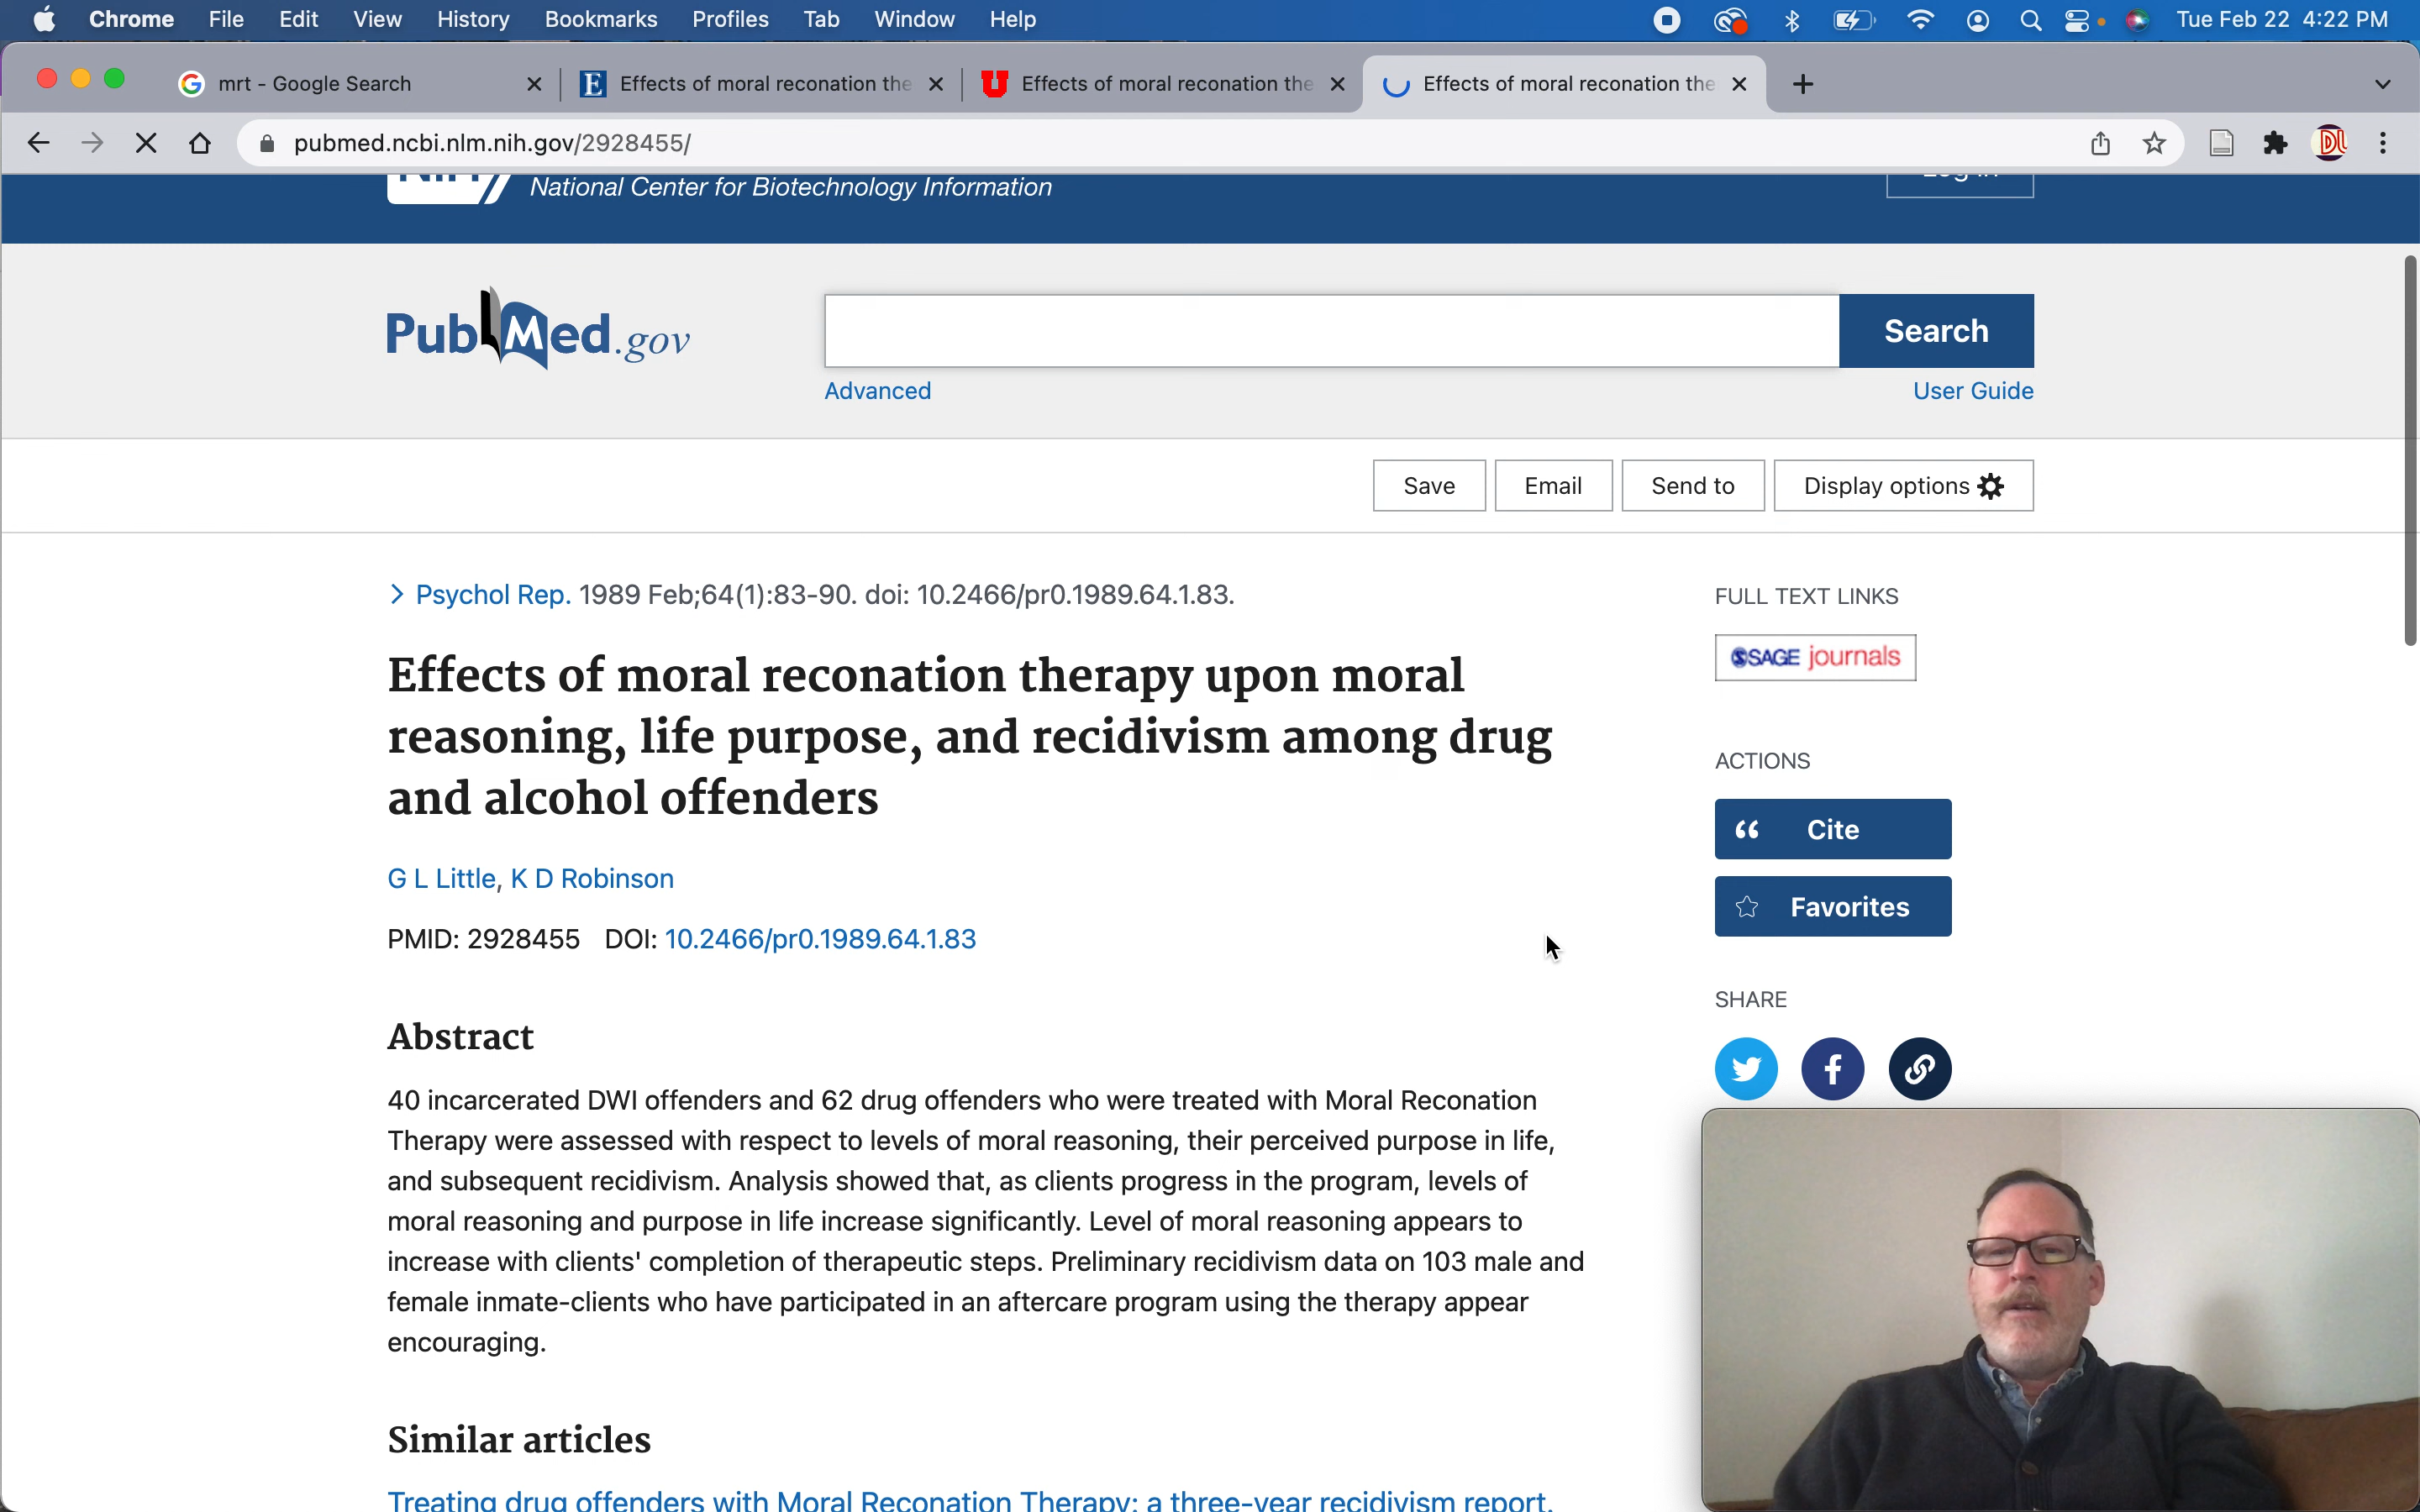 Chrome File Edit View History Bookmarks Profiles Tab Window Help Tue Feb 22 4:22 PM
mrt - Google Search Effects of moral reconation the Effects of moral reconation the Effects of moral reconation the
pubmed.ncbi.nlm.nih.gov/2928455/
NIH National Center for Biotechnology Information Log in
PubMed.gov
Search
Advanced User Guide
Save Email Send to Display options
Psychol Rep. 1989 Feb;64(1):83-90. doi: 10.2466/pr0.1989.64.1.83.
Effects of moral reconation therapy upon moral
reasoning, life purpose, and recidivism among drug
and alcohol offenders
G L Little, K D Robinson
PMID: 2928455 DOI: 10.2466/pr0.1989.64.1.83
Abstract
40 incarcerated DWI offenders and 62 drug offenders who were treated with Moral Reconation
Therapy were assessed with respect to levels of moral reasoning, their perceived purpose in life,
and subsequent recidivism. Analysis showed that, as clients progress in the program, levels of
moral reasoning and purpose in life increase significantly. Level of moral reasoning appears to
increase with clients' completion of therapeutic steps. Preliminary recidivism data on 103 male and
female inmate-clients who have participated in an aftercare program using the therapy appear
encouraging.
Similar articles
Treating drug offenders with Moral Reconation Therapy: a three-year recidivism report.
FULL TEXT LINKS
SAGE journals
ACTIONS
Cite
Favorites
SHARE